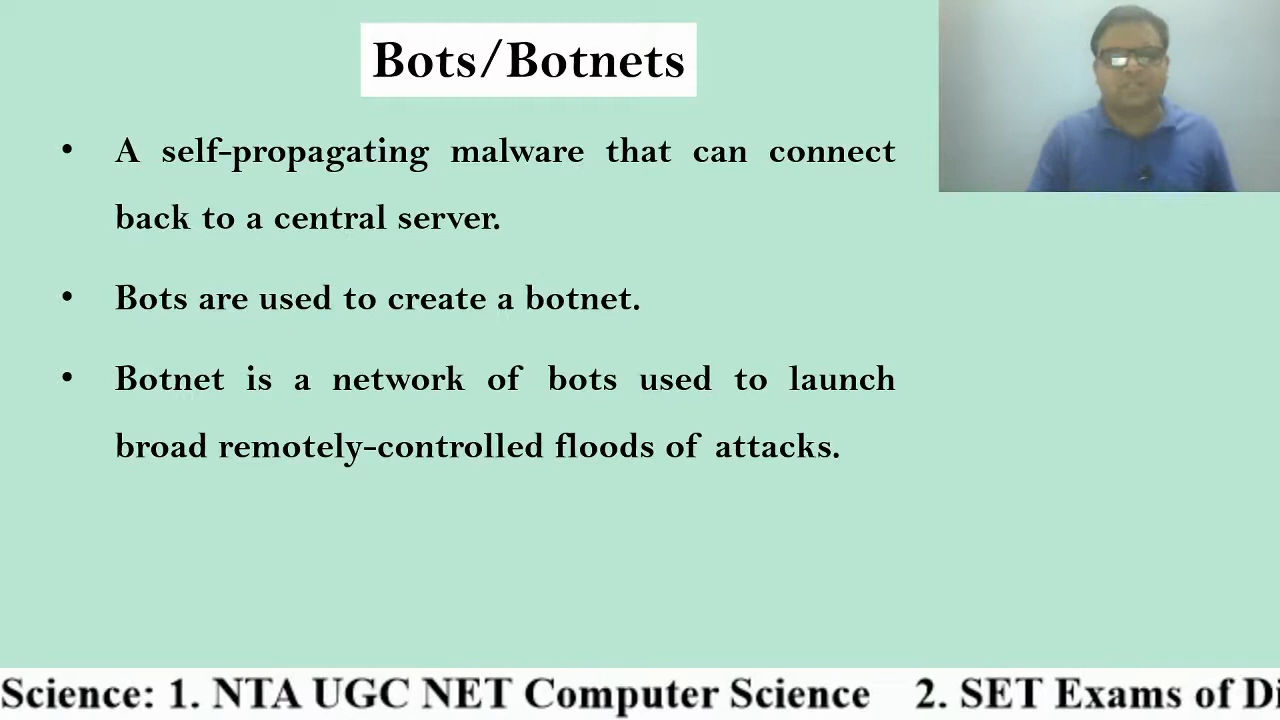 Bots/Botnets
• A self-propagating malware that can connect
back to a central server.
• Bots are used to create a botnet.
• Botnet is a network of bots used to launch
broad remotely-controlled floods of attacks.
Science: 1. NTA UGC NET Computer Science 2. SET Exams of Di